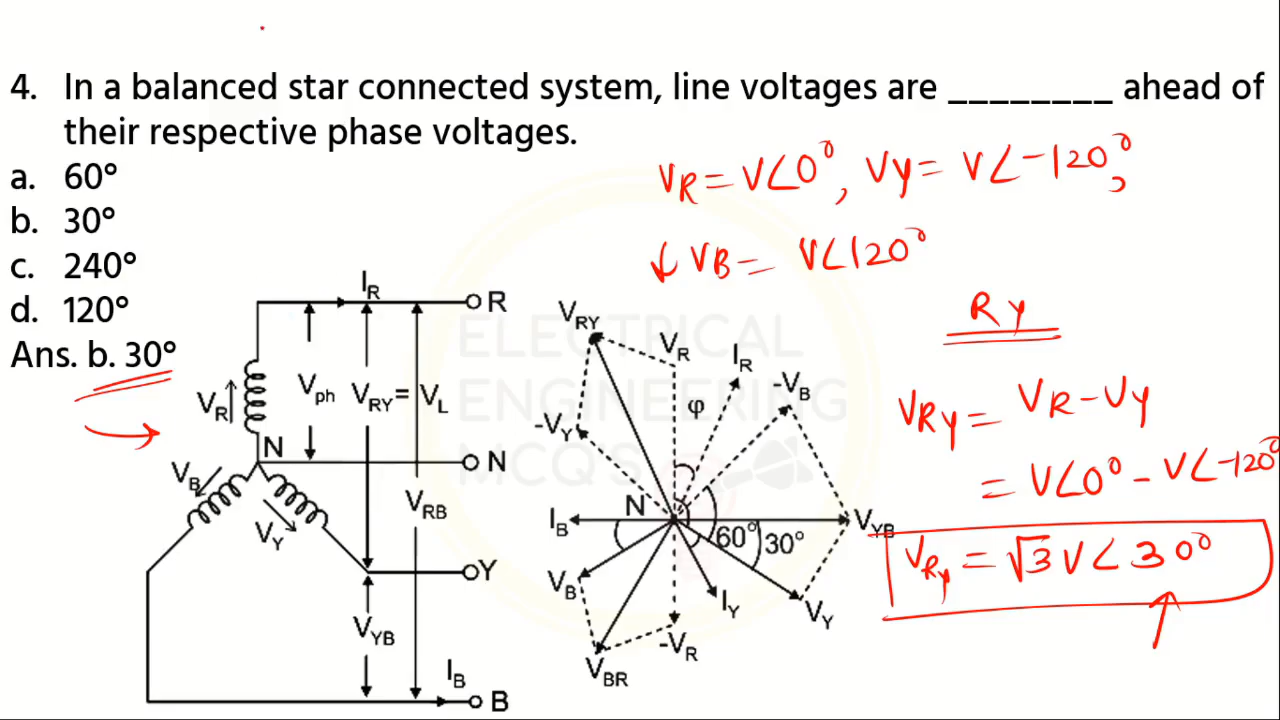 4. In a balanced star connected system, line voltages are ________ ahead of
their respective phase voltages.
a. 60°
b. 30°
c. 240°
d. 120°
Ans. b. 30°
VR = V∠0°, VY = V∠-120°,
VB = V∠120°
RY
VRY = VR - VY
= V∠0° - V∠-120°
VRY = √3 V∠30°
IR
R
VR
Vph
VRY = VL
N
N
VB
VY
VRB
Y
VYB
IB
B
VRY
VR
IR
-VB
φ
-VY
N
IB
60°
30°
VYB
VB
IY
VY
-VR
VBR
ELECTRICAL
ENGINEERING
MCQ'S